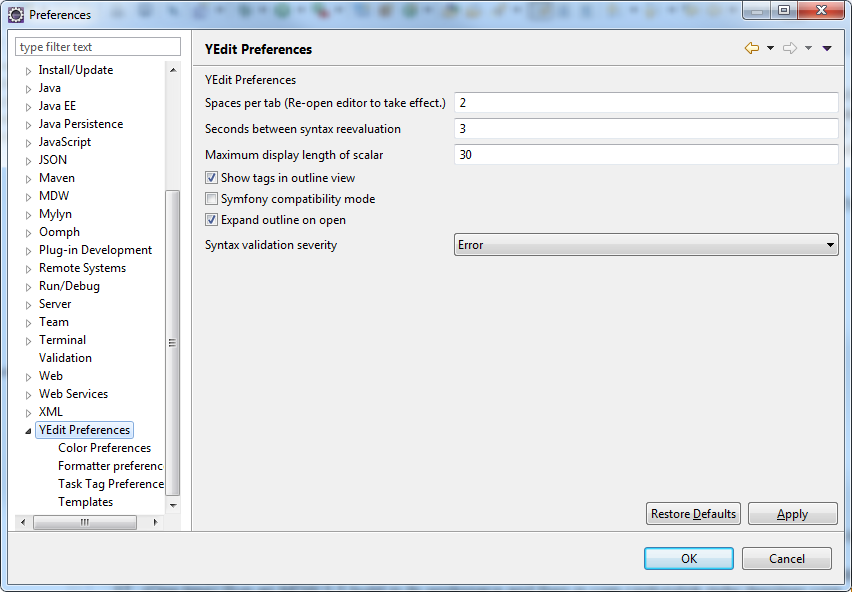 Preferences
type filter text
Install/Update
Java
Java EE
Java Persistence
JavaScript
JSON
Maven
MDW
Mylyn
Oomph
Plug-in Development
Remote Systems
Run/Debug
Server
Team
Terminal
Validation
Web
Web Services
XML
YEdit Preferences
Color Preferences
Formatter preferenc
Task Tag Preference
Templates
YEdit Preferences
YEdit Preferences
Spaces per tab (Re-open editor to take effect.) 2
Seconds between syntax reevaluation 3
Maximum display length of scalar 30
Show tags in outline view
Symfony compatibility mode
Expand outline on open
Syntax validation severity Error
Restore Defaults Apply
OK Cancel